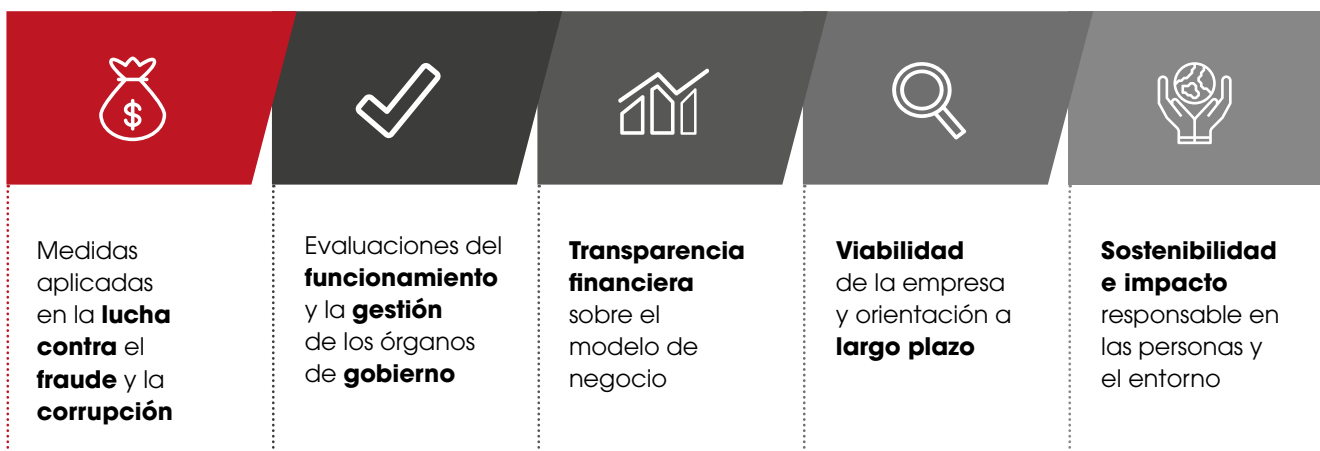 $
Medidas
aplicadas
en la lucha
contra el
fraude y la
corrupción
Evaluaciones del
funcionamiento
y la gestión
de los órganos
de gobierno
Transparencia
financiera
sobre el
modelo de
negocio
Viabilidad
de la empresa
y orientación a
largo plazo
Sostenibilidad
e impacto
responsable en
las personas y
el entorno